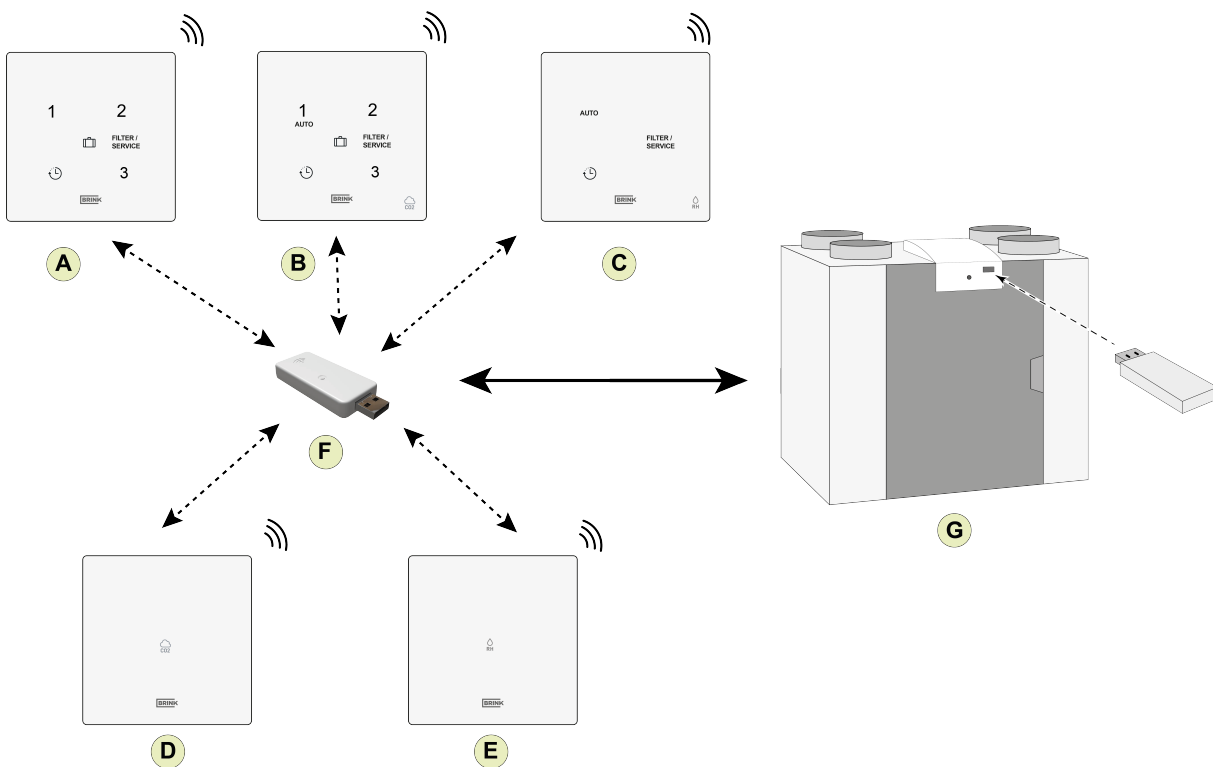 1 2
FILTER /
SERVICE
3
BRINK
A
1 2
AUTO
FILTER /
SERVICE
3
BRINK
CO2
B
AUTO
FILTER /
SERVICE
BRINK
RH
C
F
G
CO2
BRINK
D
RH
BRINK
E